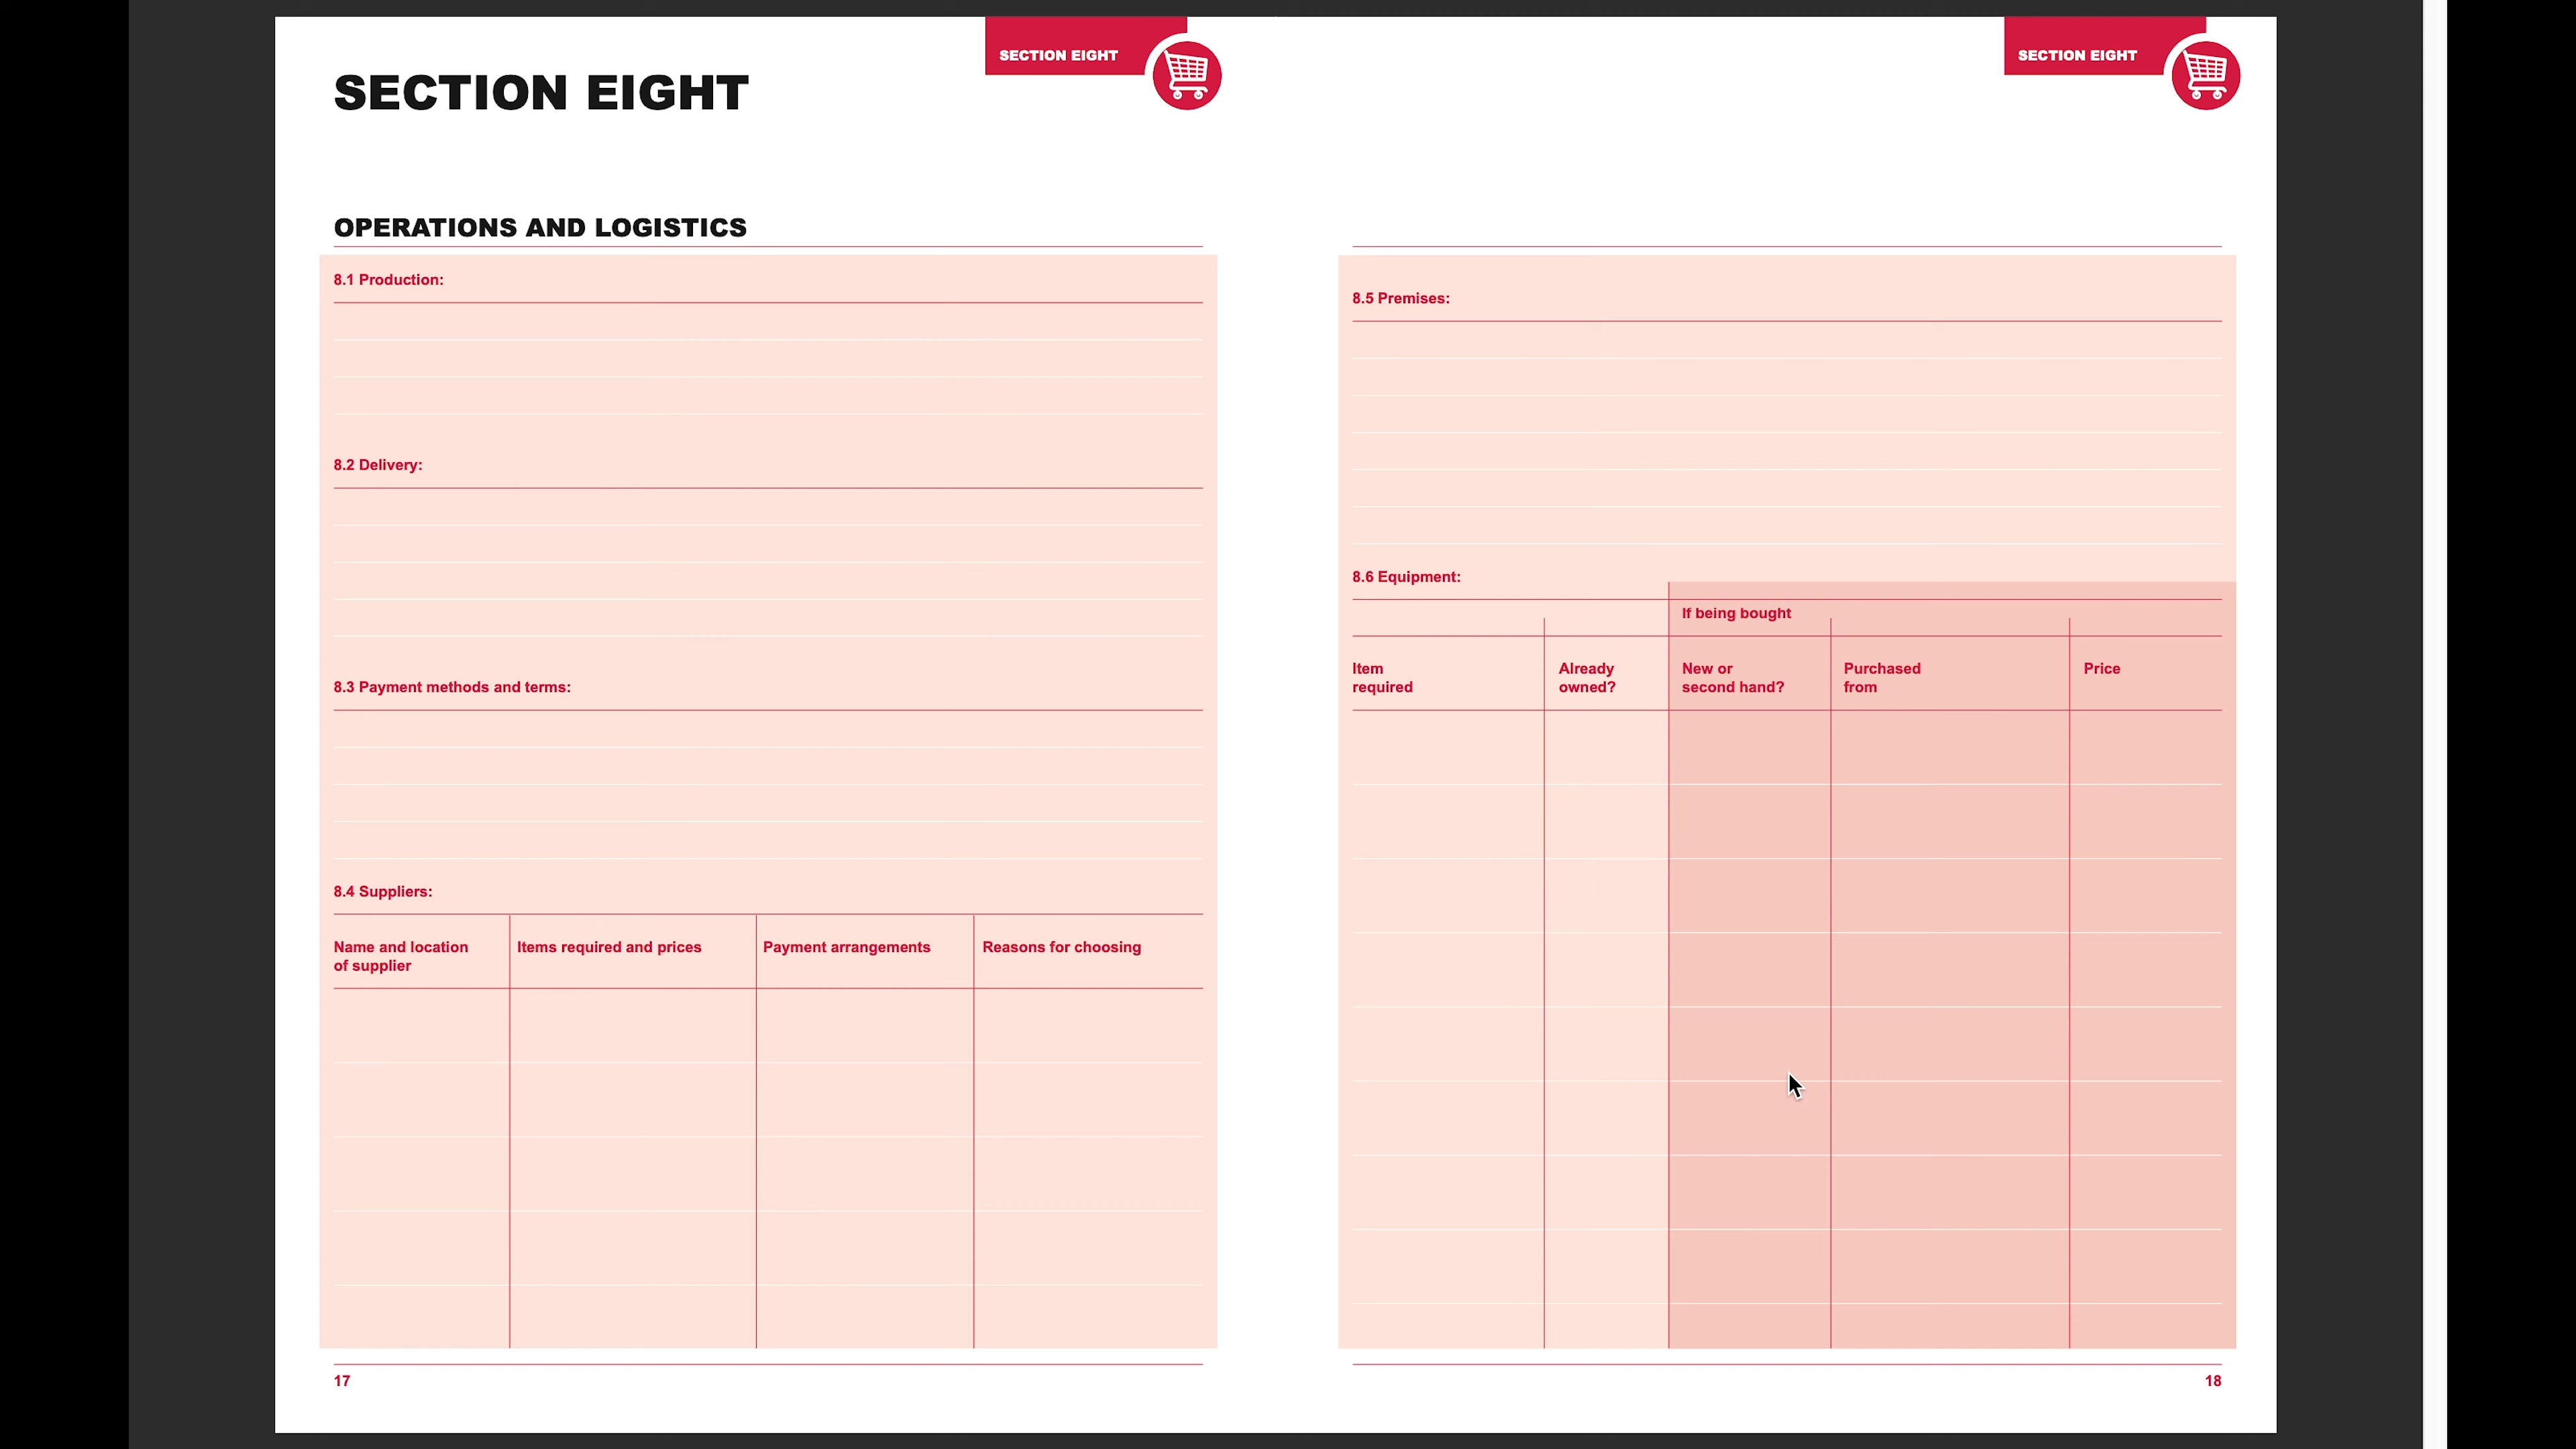 SECTION EIGHT
SECTION EIGHT
OPERATIONS AND LOGISTICS
8.1 Production:
8.2 Delivery:
8.3 Payment methods and terms:
8.4 Suppliers:
Name and location
of supplier
Items required and prices
Payment arrangements
Reasons for choosing
17
SECTION EIGHT
8.5 Premises:
8.6 Equipment:
If being bought
Item
required
Already
owned?
New or
second hand?
Purchased
from
Price
18